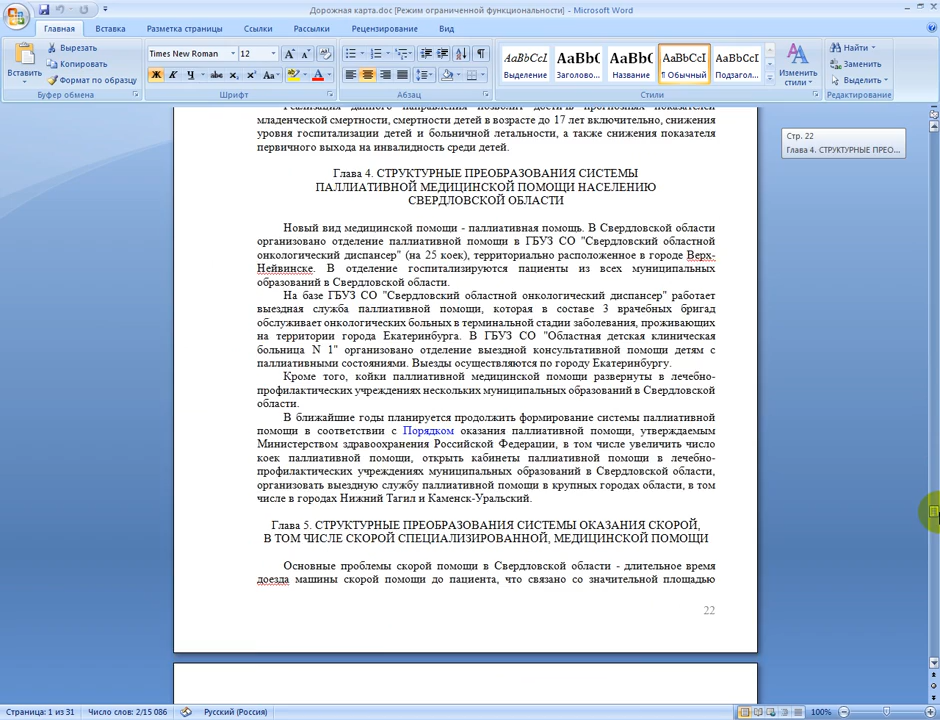 Дорожная карта.doc [Режим ограниченной функциональности] - Microsoft Word
Главная Вставка Разметка страницы Ссылки Рассылки Рецензирование Вид
Вставить
Вырезать
Копировать
Формат по образцу
Буфер обмена
Times New Roman 12
Ж К Ч abc x₂ x² Aa
Шрифт
Абзац
AaBbCcI AaBbC AaBbC AaBbCcI AaBbCc
Выделение Заголово... Название ¶ Обычный Подзагол...
Изменить стили
Стили
Найти
Заменить
Выделить
Редактирование
Реализация данного направления позволит достичь прогнозных показателей
младенческой смертности, смертности детей в возрасте до 17 лет включительно, снижения
уровня госпитализации детей и больничной летальности, а также снижения показателя
первичного выхода на инвалидность среди детей.
Стр. 22
Глава 4. СТРУКТУРНЫЕ ПРЕО...
Глава 4. СТРУКТУРНЫЕ ПРЕОБРАЗОВАНИЯ СИСТЕМЫ
ПАЛЛИАТИВНОЙ МЕДИЦИНСКОЙ ПОМОЩИ НАСЕЛЕНИЮ
СВЕРДЛОВСКОЙ ОБЛАСТИ
Новый вид медицинской помощи - паллиативная помощь. В Свердловской области
организовано отделение паллиативной помощи в ГБУЗ СО "Свердловский областной
онкологический диспансер" (на 25 коек), территориально расположенное в городе Верх-
Нейвинске. В отделение госпитализируются пациенты из всех муниципальных
образований в Свердловской области.
На базе ГБУЗ СО "Свердловский областной онкологический диспансер" работает
выездная служба паллиативной помощи, которая в составе 3 врачебных бригад
обслуживает онкологических больных в терминальной стадии заболевания, проживающих
на территории города Екатеринбурга. В ГБУЗ СО "Областная детская клиническая
больница N 1" организовано отделение выездной консультативной помощи детям с
паллиативными состояниями. Выезды осуществляются по городу Екатеринбургу.
Кроме того, койки паллиативной медицинской помощи развернуты в лечебно-
профилактических учреждениях нескольких муниципальных образований в Свердловской
области.
В ближайшие годы планируется продолжить формирование системы паллиативной
помощи в соответствии с Порядком оказания паллиативной помощи, утверждаемым
Министерством здравоохранения Российской Федерации, в том числе увеличить число
коек паллиативной помощи, открыть кабинеты паллиативной помощи в лечебно-
профилактических учреждениях муниципальных образований в Свердловской области,
организовать выездную службу паллиативной помощи в крупных городах области, в том
числе в городах Нижний Тагил и Каменск-Уральский.
Глава 5. СТРУКТУРНЫЕ ПРЕОБРАЗОВАНИЯ СИСТЕМЫ ОКАЗАНИЯ СКОРОЙ,
В ТОМ ЧИСЛЕ СКОРОЙ СПЕЦИАЛИЗИРОВАННОЙ, МЕДИЦИНСКОЙ ПОМОЩИ
Основные проблемы скорой помощи в Свердловской области - длительное время
доезда машины скорой помощи до пациента, что связано со значительной площадью
22
Страница: 1 из 31 Число слов: 2/15 086 Русский (Россия) 100%